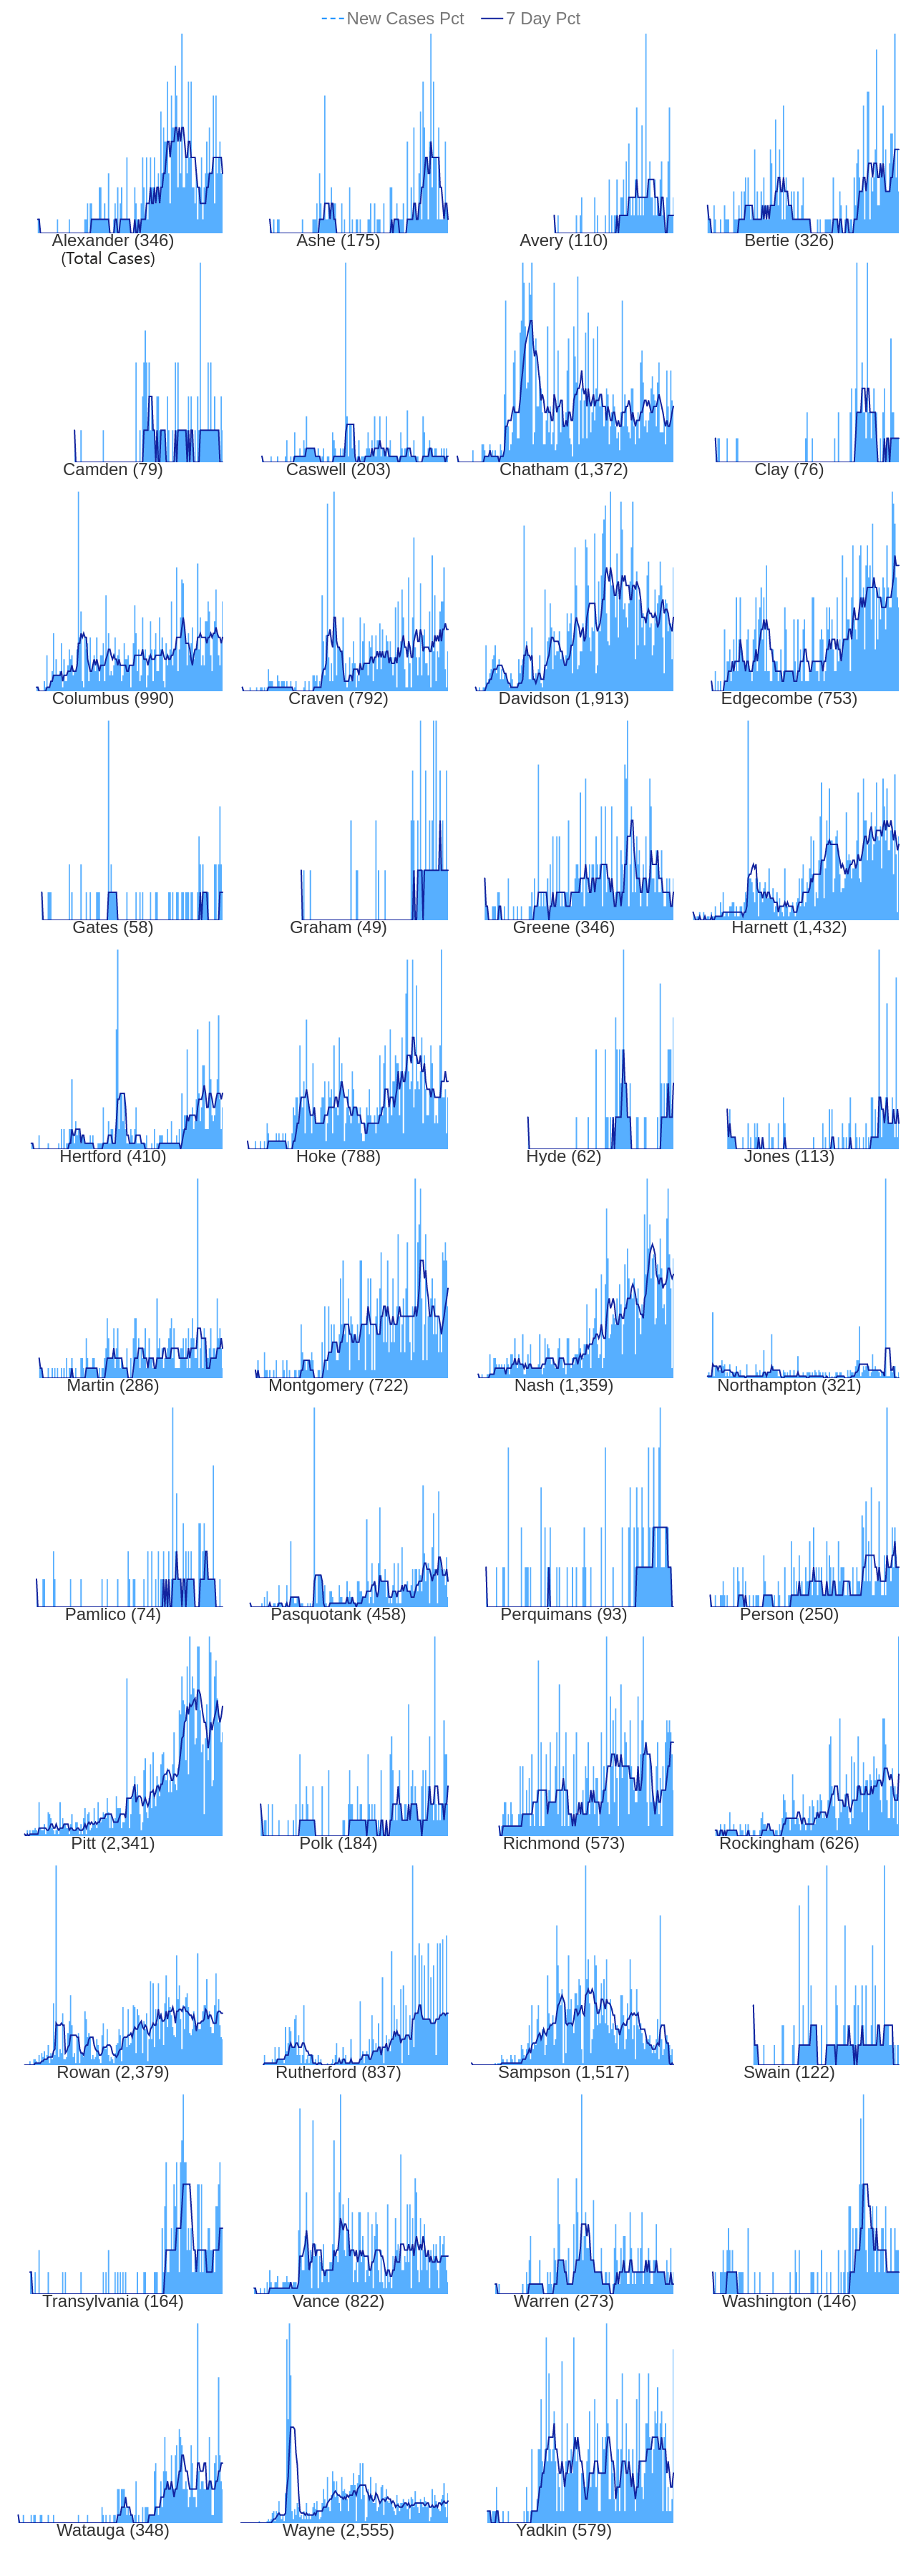 New Cases Pct 7 Day Pct
Alexander (346) Ashe (175) Avery (110) Bertie (326)
(Total Cases)
Camden (79) Caswell (203) Chatham (1,372) Clay (76)
Columbus (990) Craven (792) Davidson (1,913) Edgecombe (753)
Gates (58) Graham (49) Greene (346) Harnett (1,432)
Hertford (410) Hoke (788) Hyde (62) Jones (113)
Martin (286) Montgomery (722) Nash (1,359) Northampton (321)
Pamlico (74) Pasquotank (458) Perquimans (93) Person (250)
Pitt (2,341) Polk (184) Richmond (573) Rockingham (626)
Rowan (2,379) Rutherford (837) Sampson (1,517) Swain (122)
Transylvania (164) Vance (822) Warren (273) Washington (146)
Watauga (348) Wayne (2,555) Yadkin (579)